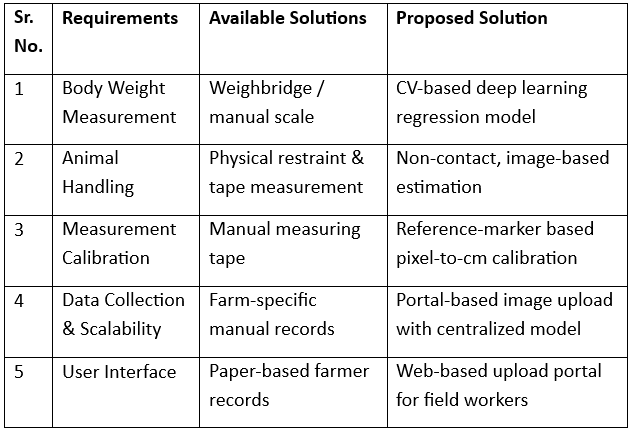 Sr. No. Requirements Available Solutions Proposed Solution
1 Body Weight Measurement Weighbridge / manual scale CV-based deep learning regression model
2 Animal Handling Physical restraint & tape measurement Non-contact, image-based estimation
3 Measurement Calibration Manual measuring tape Reference-marker based pixel-to-cm calibration
4 Data Collection & Scalability Farm-specific manual records Portal-based image upload with centralized model
5 User Interface Paper-based farmer records Web-based upload portal for field workers